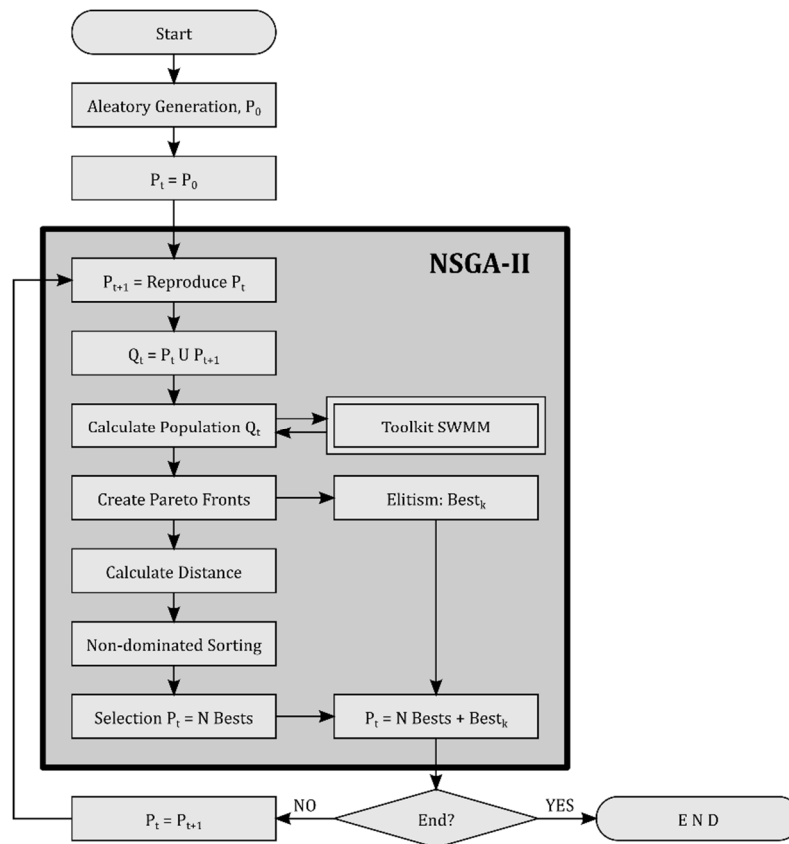 Start
Aleatory Generation, P₀
Pₜ = P₀
NSGA-II
Pₜ₊₁ = Reproduce Pₜ
Qₜ = Pₜ U Pₜ₊₁
Calculate Population Qₜ
Toolkit SWMM
Create Pareto Fronts
Elitism: Bestₖ
Calculate Distance
Non-dominated Sorting
Selection Pₜ = N Bests
Pₜ = N Bests + Bestₖ
Pₜ = Pₜ₊₁
NO
End?
YES
E N D